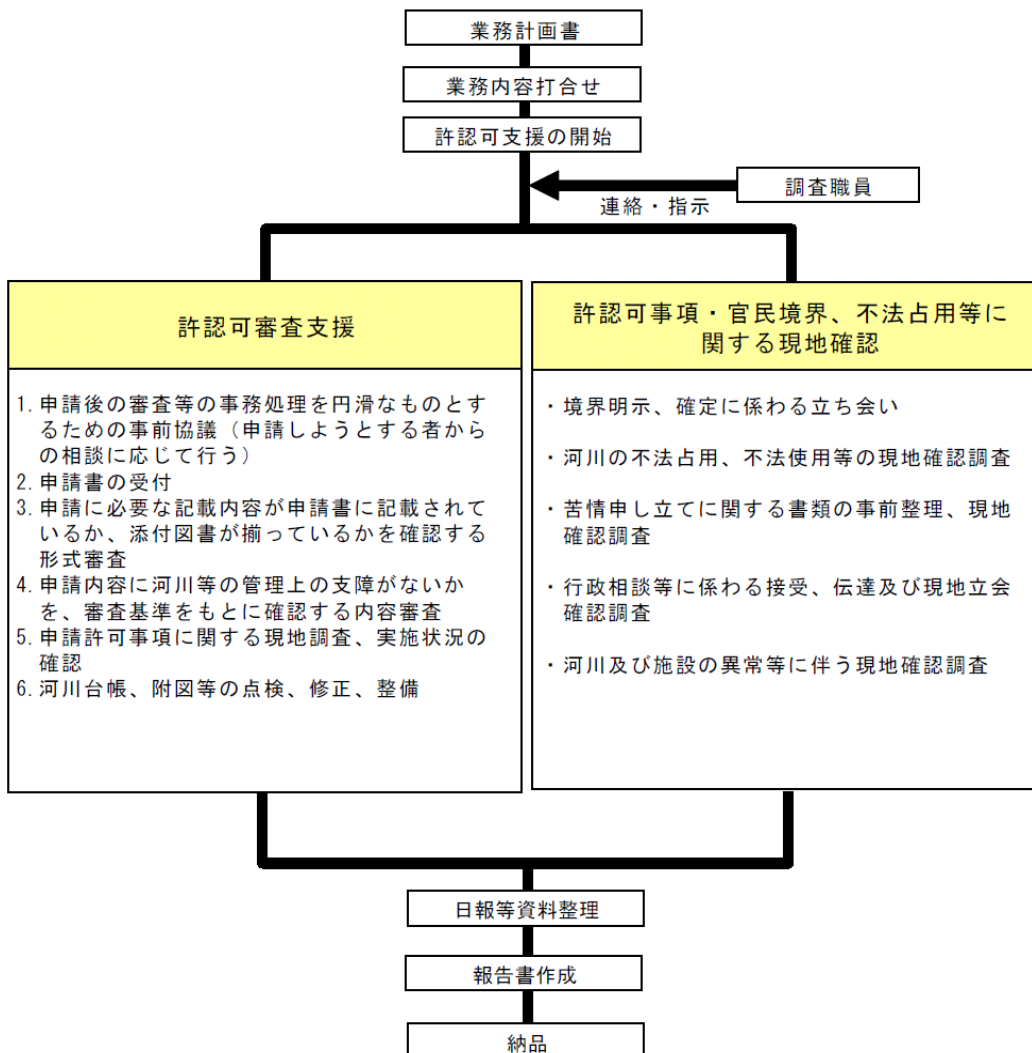 業務計画書
業務内容打合せ
許認可支援の開始
調査職員
連絡・指示
許認可審査支援
1. 申請後の審査等の事務処理を円滑なものとす
るための事前協議（申請しようとする者から
の相談に応じて行う）
2. 申請書の受付
3. 申請に必要な記載内容が申請書に記載されて
いるか、添付図書が揃っているかを確認する
形式審査
4. 申請内容に河川等の管理上の支障がないか
を、審査基準をもとに確認する内容審査
5. 申請許可事項に関する現地調査、実施状況の
確認
6. 河川台帳、附図等の点検、修正、整備
許認可事項・官民境界、不法占用等に
関する現地確認
・境界明示、確定に係わる立ち会い
・河川の不法占用、不法使用等の現地確認調査
・苦情申し立てに関する書類の事前整理、現地
確認調査
・行政相談等に係わる接受、伝達及び現地立会
確認調査
・河川及び施設の異常等に伴う現地確認調査
日報等資料整理
報告書作成
納品